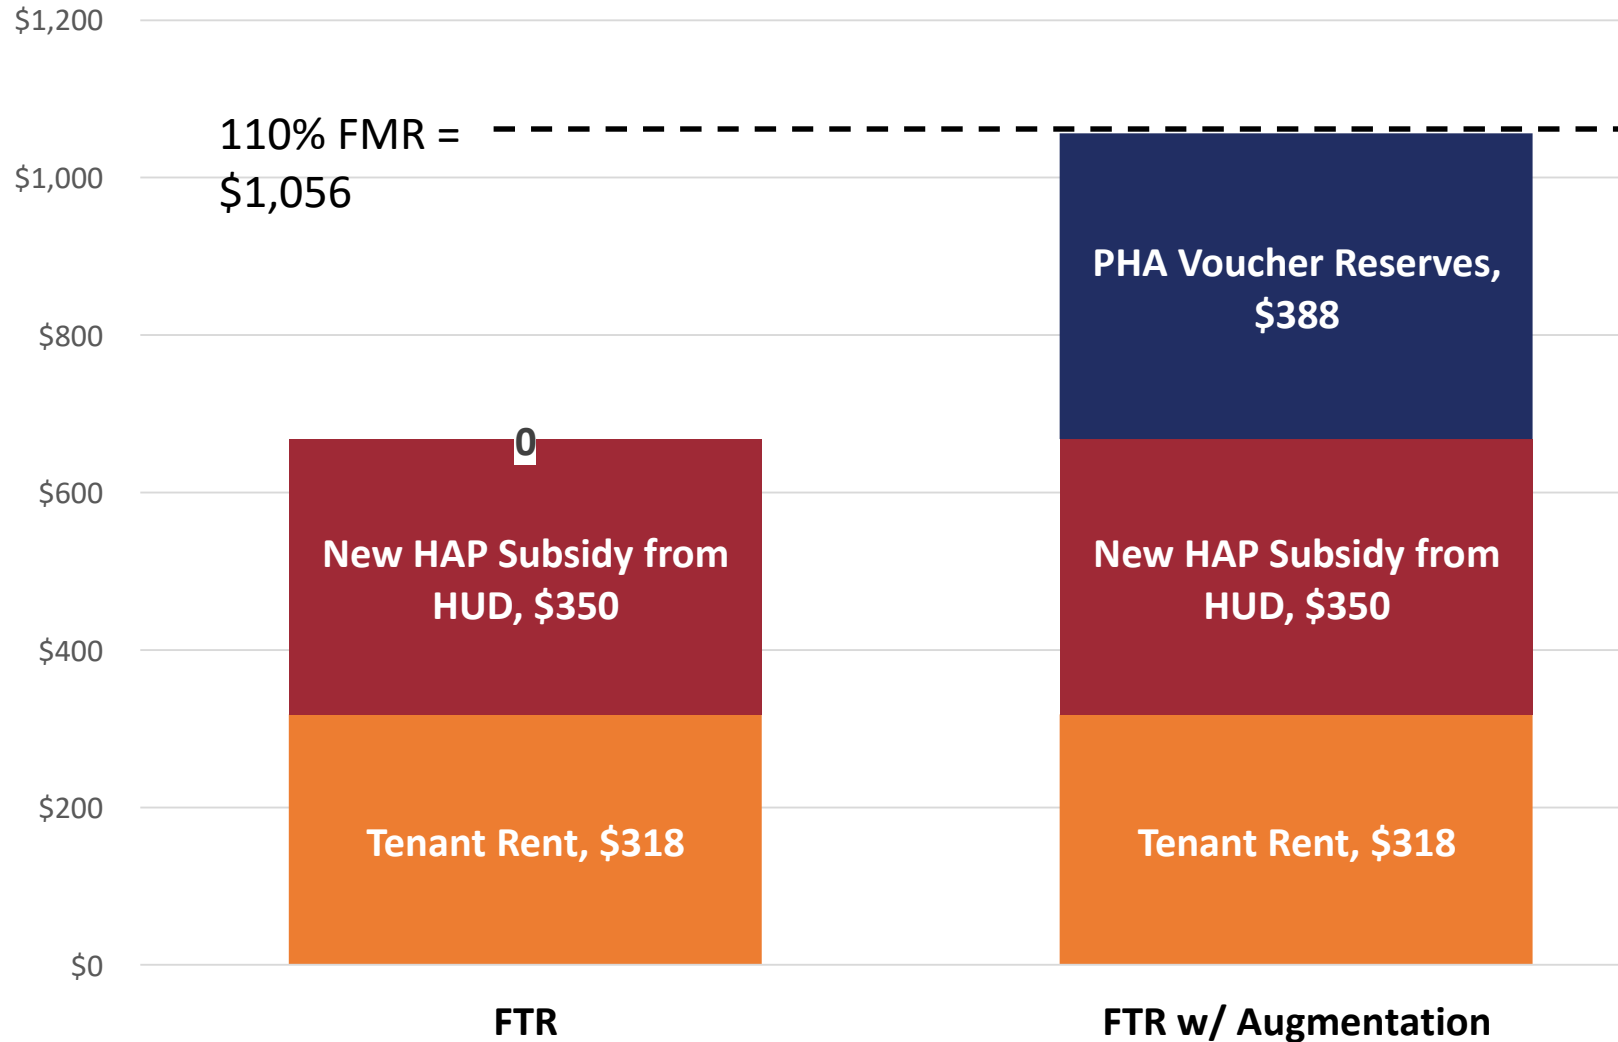 $1,200
110% FMR =
$1,056
$1,000
PHA Voucher Reserves,
$388
$800
0
$600
New HAP Subsidy from
HUD, $350
New HAP Subsidy from
HUD, $350
$400
$200
Tenant Rent, $318
Tenant Rent, $318
$0
FTR
FTR w/ Augmentation